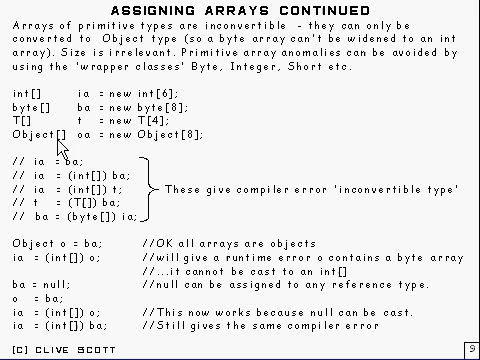 ASSIGNING ARRAYS CONTINUED
Arrays of primitive types are inconvertible - they can only be
converted to Object type (so a byte array can't be widened to an int
array). Size is irrelevant. Primitive array anomalies can be avoided by
using the 'wrapper classes' Byte, Integer, Short etc.
int[] ia = new int[6];
byte[] ba = new byte[8];
T[] t = new T[4];
Object[] oa = new Object[8];
// ia = ba;
// ia = (int[]) ba;
// ia = (int[]) t;
// t = (T[]) ba;
// ba = (byte[]) ia;
These give compiler error 'inconvertible type'
Object o = ba; //OK all arrays are objects
ia = (int[]) o; //will give a runtime error o contains a byte array
//...it cannot be cast to an int[]
ba = null; //null can be assigned to any reference type.
o = ba;
ia = (int[]) o; //This now works because null can be cast.
ia = (int[]) ba; //Still gives the same compiler error
(C) CLIVE SCOTT
9